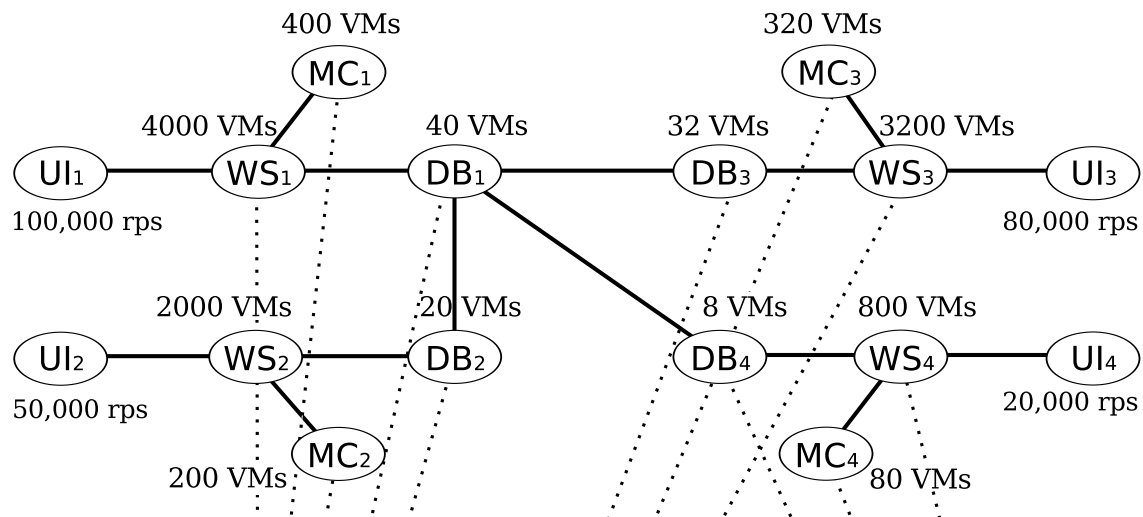 400 VMs
320 VMs
MC1
MC3
4000 VMs
40 VMs
32 VMs
3200 VMs
UI1
WS1
DB1
DB3
WS3
UI3
100,000 rps
80,000 rps
2000 VMs
20 VMs
8 VMs
800 VMs
UI2
WS2
DB2
DB4
WS4
UI4
50,000 rps
20,000 rps
MC2
MC4
200 VMs
80 VMs